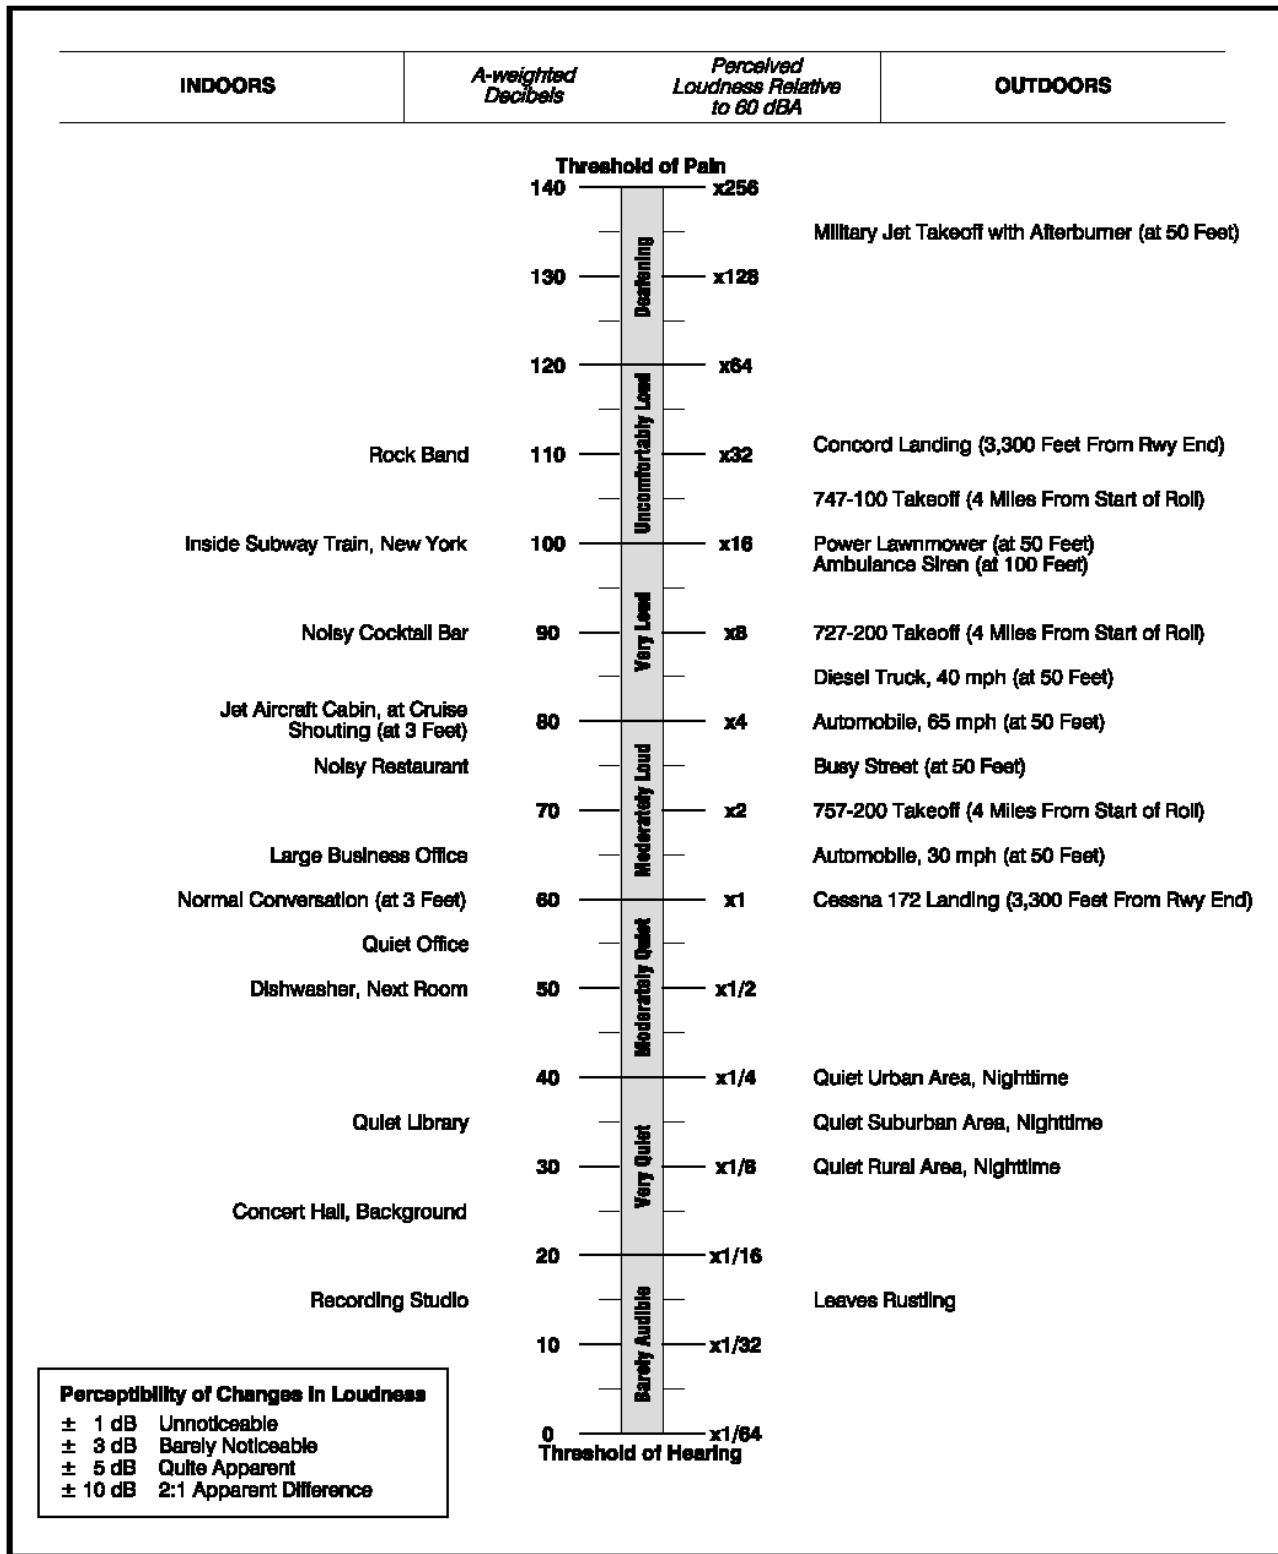 INDOORS
A-weighted
Decibels
Perceived
Loudness Relative
to 60 dBA
OUTDOORS
Threshold of Pain
140 x256
Military Jet Takeoff with Afterburner (at 50 Feet)
Deafening
130 x128
120 x64
Uncomfortably Loud
Concord Landing (3,300 Feet From Rwy End)
Rock Band 110 x32
747-100 Takeoff (4 Miles From Start of Roll)
Inside Subway Train, New York 100 x16 Power Lawnmower (at 50 Feet)
Ambulance Siren (at 100 Feet)
Very Loud
Noisy Cocktail Bar 90 x8 727-200 Takeoff (4 Miles From Start of Roll)
Diesel Truck, 40 mph (at 50 Feet)
Jet Aircraft Cabin, at Cruise
Shouting (at 3 Feet) 80 x4 Automobile, 65 mph (at 50 Feet)
Noisy Restaurant Busy Street (at 50 Feet)
Moderately Loud
70 x2 757-200 Takeoff (4 Miles From Start of Roll)
Large Business Office Automobile, 30 mph (at 50 Feet)
Normal Conversation (at 3 Feet) 60 x1 Cessna 172 Landing (3,300 Feet From Rwy End)
Quiet Office
Moderately Quiet
Dishwasher, Next Room 50 x1/2
40 x1/4 Quiet Urban Area, Nighttime
Quiet Library Quiet Suburban Area, Nighttime
Very Quiet
30 x1/8 Quiet Rural Area, Nighttime
Concert Hall, Background
20 x1/16
Recording Studio Leaves Rustling
Barely Audible
10 x1/32
0 x1/64
Threshold of Hearing
Perceptibility of Changes in Loudness
± 1 dB Unnoticeable
± 3 dB Barely Noticeable
± 5 dB Quite Apparent
± 10 dB 2:1 Apparent Difference